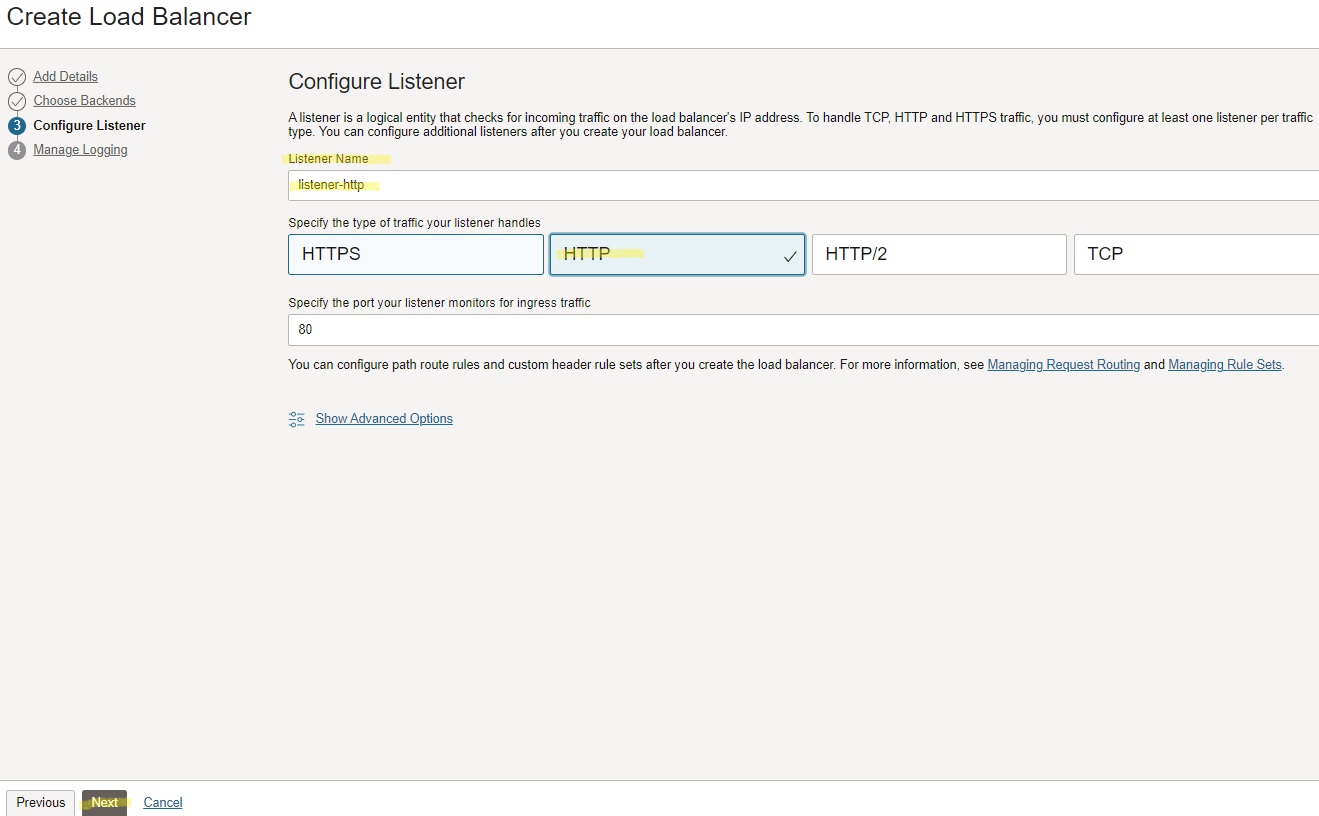 Create Load Balancer
Add Details
Choose Backends
3 Configure Listener
4 Manage Logging
Configure Listener
A listener is a logical entity that checks for incoming traffic on the load balancer's IP address. To handle TCP, HTTP and HTTPS traffic, you must configure at least one listener per traffic
type. You can configure additional listeners after you create your load balancer.
Listener Name
listener-http
Specify the type of traffic your listener handles
HTTPS HTTP HTTP/2 TCP
Specify the port your listener monitors for ingress traffic
80
You can configure path route rules and custom header rule sets after you create the load balancer. For more information, see Managing Request Routing and Managing Rule Sets.
Show Advanced Options
Previous Next Cancel